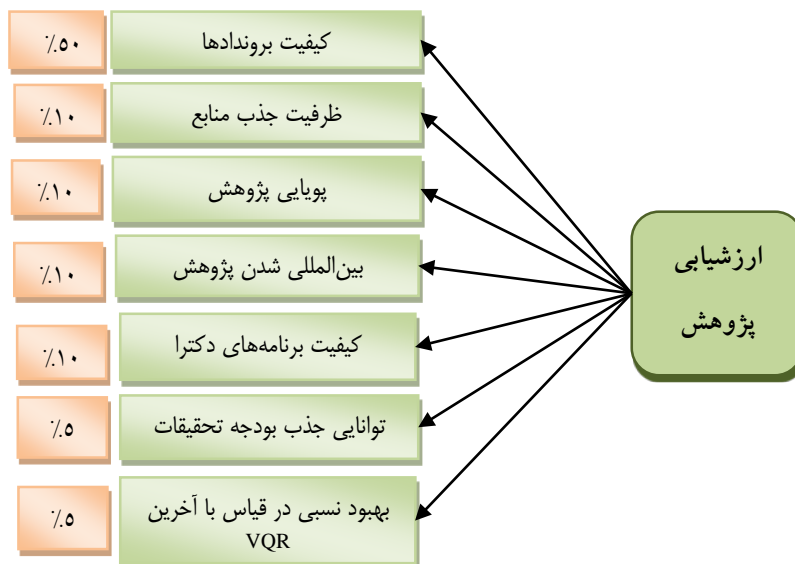 ارزشیابی
پژوهش
کیفیت بروندادها
٪۵۰
ظرفیت جذب منابع
٪۱۰
پویایی پژوهش
٪۱۰
بین‌المللی شدن پژوهش
٪۱۰
کیفیت برنامه‌های دکترا
٪۱۰
توانایی جذب بودجه تحقیقات
٪۵
بهبود نسبی در قیاس با آخرین
VQR
٪۵